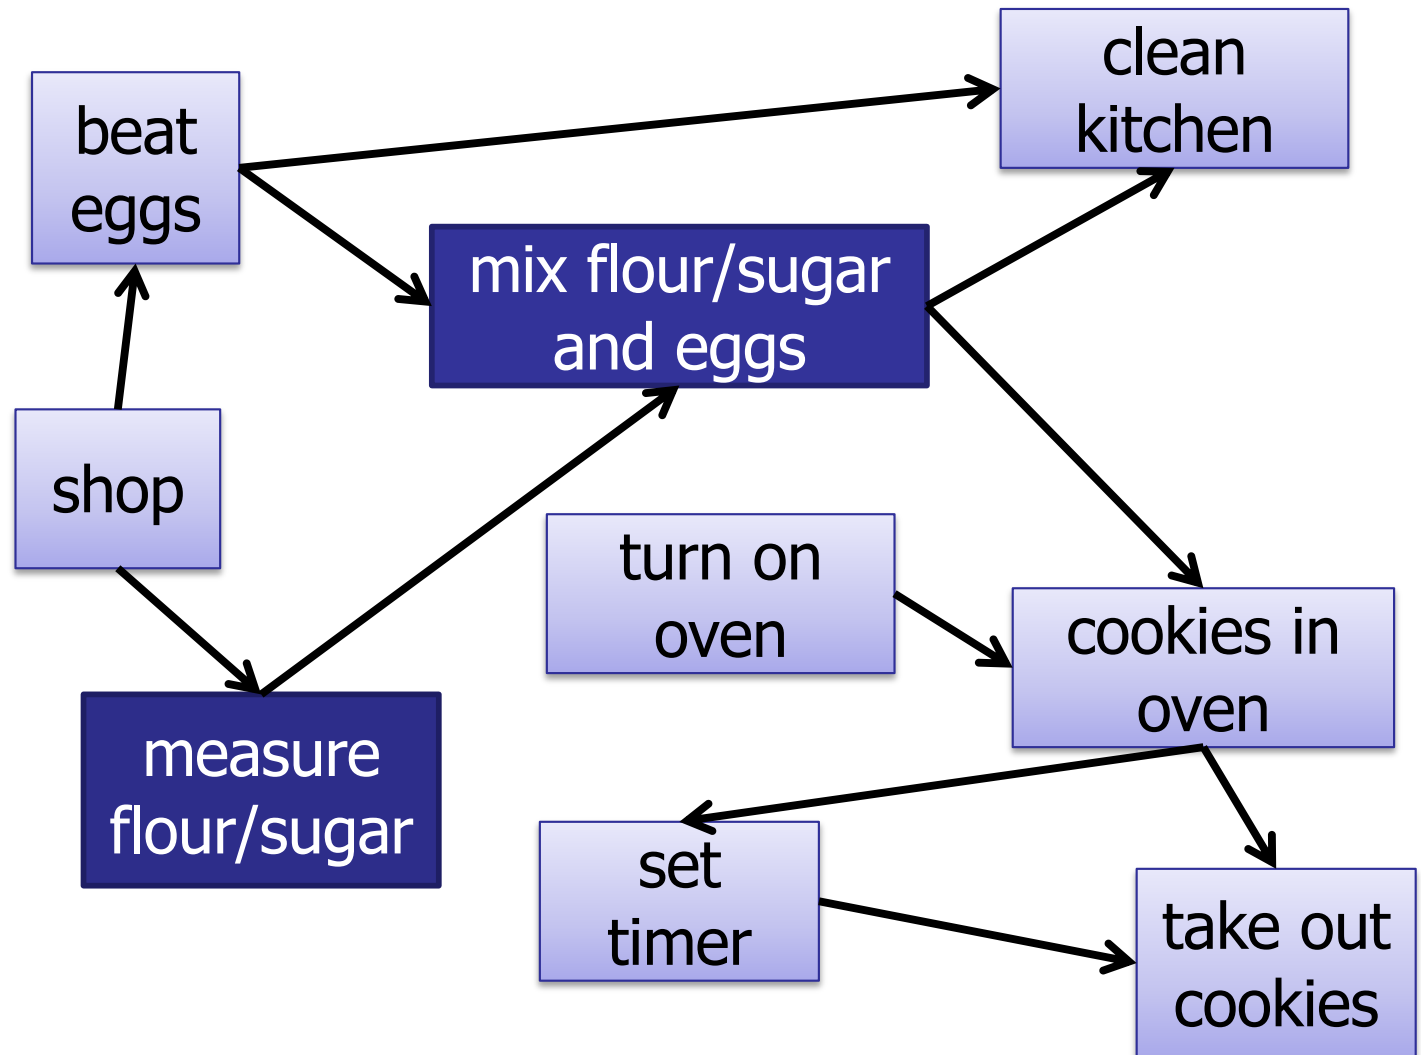 clean
kitchen
beat
eggs
mix flour/sugar
and eggs
shop
turn on
oven
cookies in
oven
measure
flour/sugar
set
timer
take out
cookies